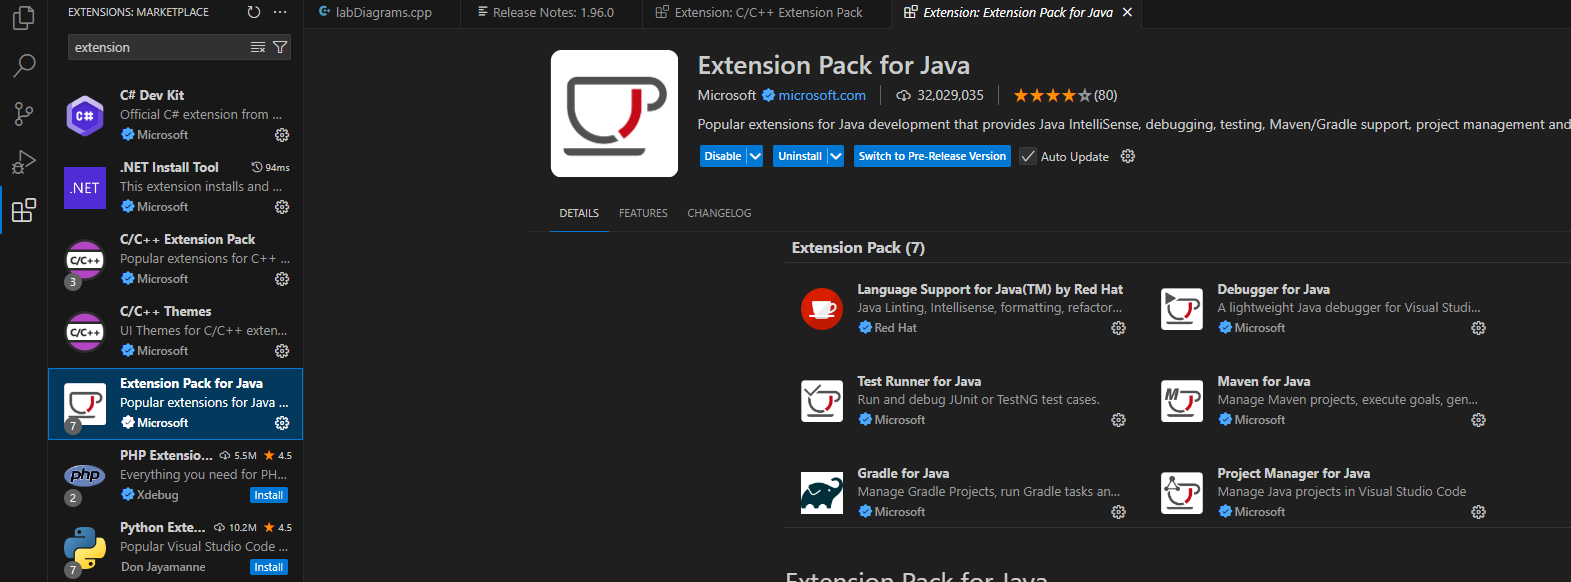 EXTENSIONS: MARKETPLACE
extension
C#
C# Dev Kit
Official C# extension from ...
Microsoft
.NET
.NET Install Tool 94ms
This extension installs and ...
Microsoft
C/C++
3
C/C++ Extension Pack
Popular extensions for C++ ...
Microsoft
C/C++
C/C++ Themes
UI Themes for C/C++ exten...
Microsoft
7
Extension Pack for Java
Popular extensions for Java ...
Microsoft
php
2
PHP Extensio... 5.5M 4.5
Everything you need for PH...
Xdebug Install
7
Python Exte... 10.2M 4.5
Popular Visual Studio Code ...
Don Jayamanne Install
labDiagrams.cpp Release Notes: 1.96.0 Extension: C/C++ Extension Pack Extension: Extension Pack for Java
Extension Pack for Java
Microsoft microsoft.com 32,029,035 (80)
Popular extensions for Java development that provides Java IntelliSense, debugging, testing, Maven/Gradle support, project management and
Disable Uninstall Switch to Pre-Release Version Auto Update
DETAILS FEATURES CHANGELOG
Extension Pack (7)
Language Support for Java(TM) by Red Hat
Java Linting, Intellisense, formatting, refactor...
Red Hat
Debugger for Java
A lightweight Java debugger for Visual Studi...
Microsoft
Test Runner for Java
Run and debug JUnit or TestNG test cases.
Microsoft
M
Maven for Java
Manage Maven projects, execute goals, gen...
Microsoft
Gradle for Java
Manage Gradle Projects, run Gradle tasks an...
Microsoft
Project Manager for Java
Manage Java projects in Visual Studio Code
Microsoft
Extension Pack for Java